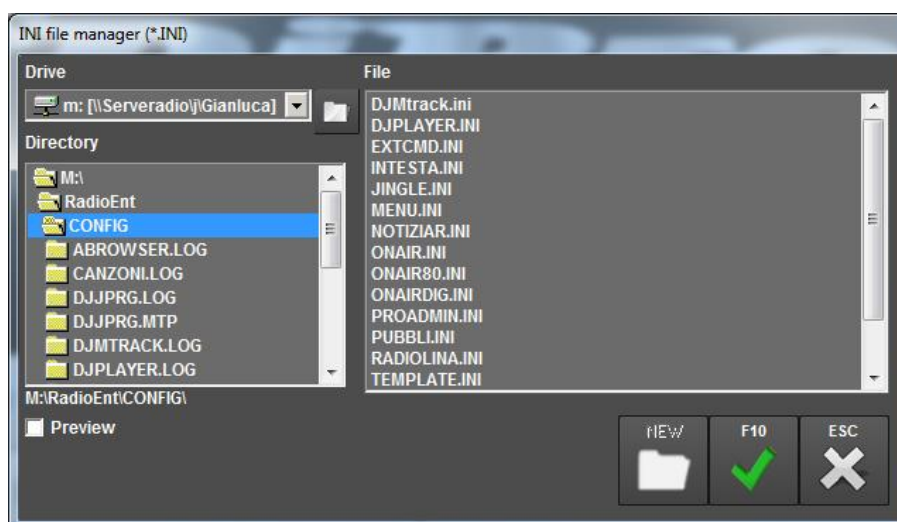 INI file manager (*.INI)
Drive
m: [\\Serveradio\j\Gianluca]
Directory
M:\
RadioEnt
CONFIG
ABROWSER.LOG
CANZONI.LOG
DJJPRG.LOG
DJJPRG.MTP
DJMTRACK.LOG
DJPLAYER.LOG
M:\RadioEnt\CONFIG\
Preview
File
DJMtrack.ini
DJPLAYER.INI
EXTCMD.INI
INTESTA.INI
JINGLE.INI
MENU.INI
NOTIZIAR.INI
ONAIR.INI
ONAIR80.INI
ONAIRDIG.INI
PROADMIN.INI
PUBBLI.INI
RADIOLINA.INI
TEMPLATE.INI
NEW
F10
ESC